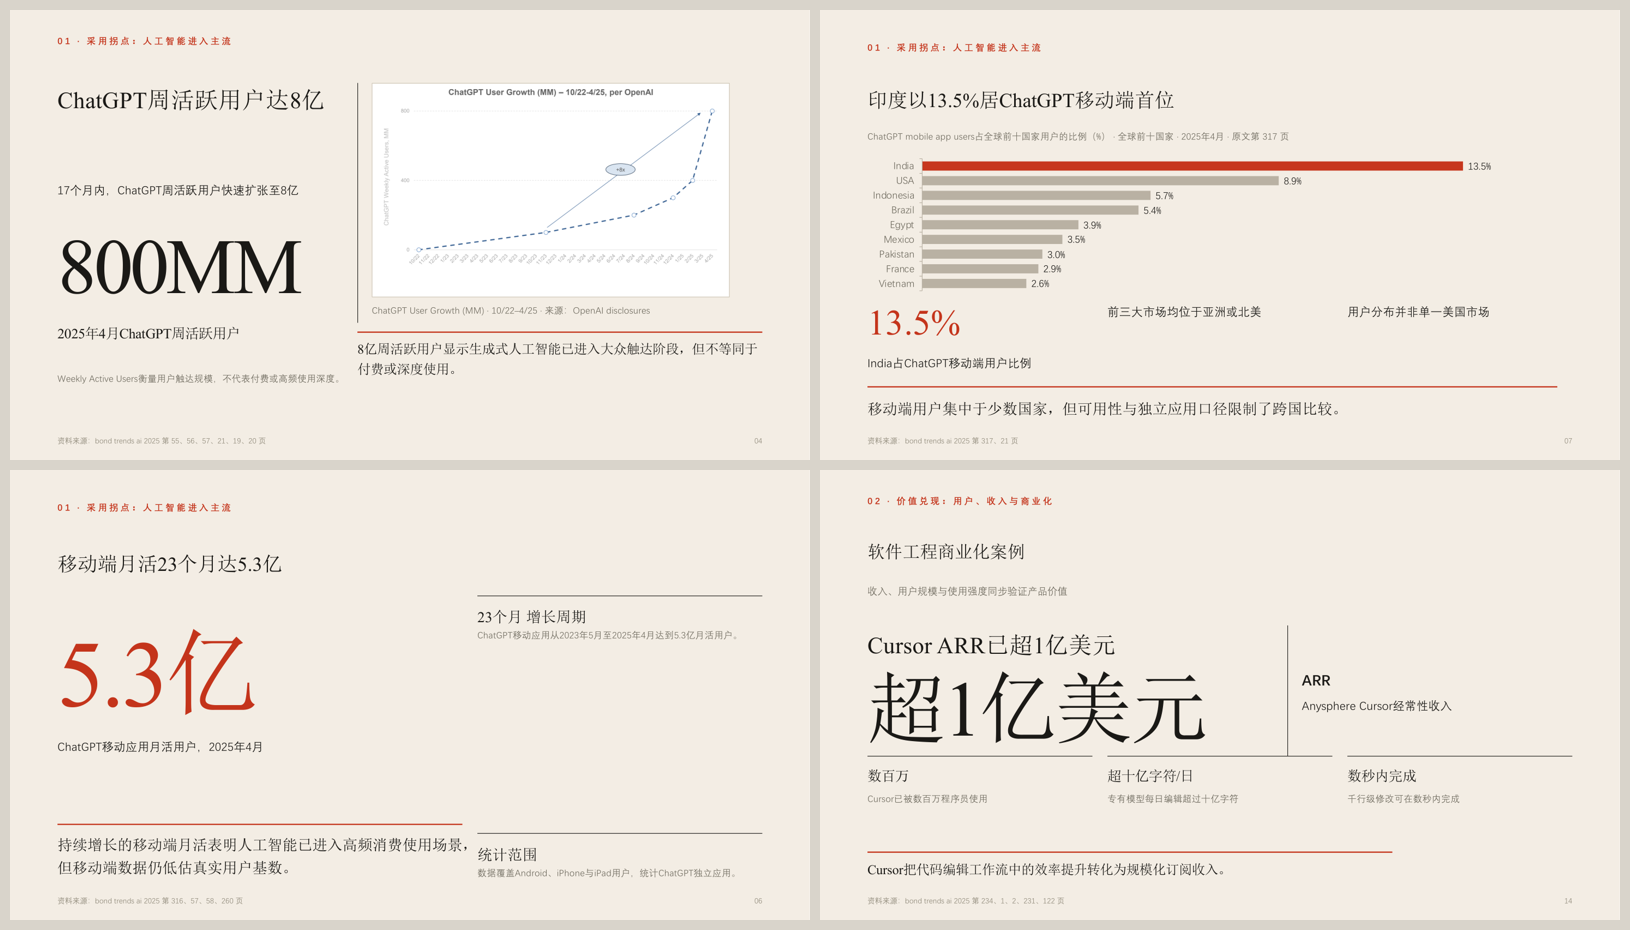 01 · 采用拐点：人工智能进入主流
ChatGPT周活跃用户达8亿
17个月内，ChatGPT周活跃用户快速扩张至8亿
800MM
2025年4月ChatGPT周活跃用户
Weekly Active Users衡量用户触达规模，不代表付费或高频使用深度。
ChatGPT User Growth (MM) – 10/22-4/25, per OpenAI
ChatGPT Weekly Active Users, MM
800
400
0
+8x
ChatGPT User Growth (MM) · 10/22–4/25 · 来源：OpenAI disclosures
8亿周活跃用户显示生成式人工智能已进入大众触达阶段，但不等同于
付费或深度使用。
资料来源：bond trends ai 2025 第 55、56、57、21、19、20 页
04
01 · 采用拐点：人工智能进入主流
印度以13.5%居ChatGPT移动端首位
ChatGPT mobile app users占全球前十国家用户的比例（%） · 全球前十国家 · 2025年4月 · 原文第 317 页
India 13.5%
USA 8.9%
Indonesia 5.7%
Brazil 5.4%
Egypt 3.9%
Mexico 3.5%
Pakistan 3.0%
France 2.9%
Vietnam 2.6%
13.5%
India占ChatGPT移动端用户比例
前三大市场均位于亚洲或北美
用户分布并非单一美国市场
移动端用户集中于少数国家，但可用性与独立应用口径限制了跨国比较。
资料来源：bond trends ai 2025 第 317、21 页
07
01 · 采用拐点：人工智能进入主流
移动端月活23个月达5.3亿
5.3亿
ChatGPT移动应用月活用户，2025年4月
23个月 增长周期
ChatGPT移动应用从2023年5月至2025年4月达到5.3亿月活用户。
持续增长的移动端月活表明人工智能已进入高频消费使用场景，
但移动端数据仍低估真实用户基数。
统计范围
数据覆盖Android、iPhone与iPad用户，统计ChatGPT独立应用。
资料来源：bond trends ai 2025 第 316、57、58、260 页
06
02 · 价值兑现：用户、收入与商业化
软件工程商业化案例
收入、用户规模与使用强度同步验证产品价值
Cursor ARR已超1亿美元
超1亿美元
ARR
Anysphere Cursor经常性收入
数百万
Cursor已被数百万程序员使用
超十亿字符/日
专有模型每日编辑超过十亿字符
数秒内完成
千行级修改可在数秒内完成
Cursor把代码编辑工作流中的效率提升转化为规模化订阅收入。
资料来源：bond trends ai 2025 第 234、1、2、231、122 页
14